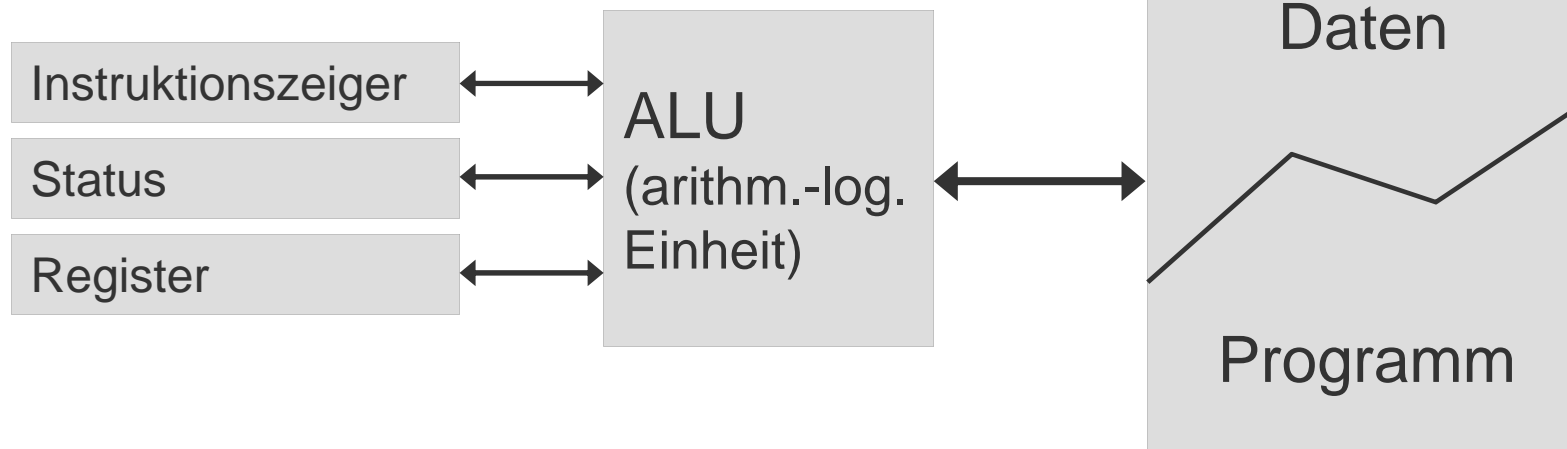 Instruktionszeiger
Status
Register
ALU
(arithm.-log.
Einheit)
Daten
Programm